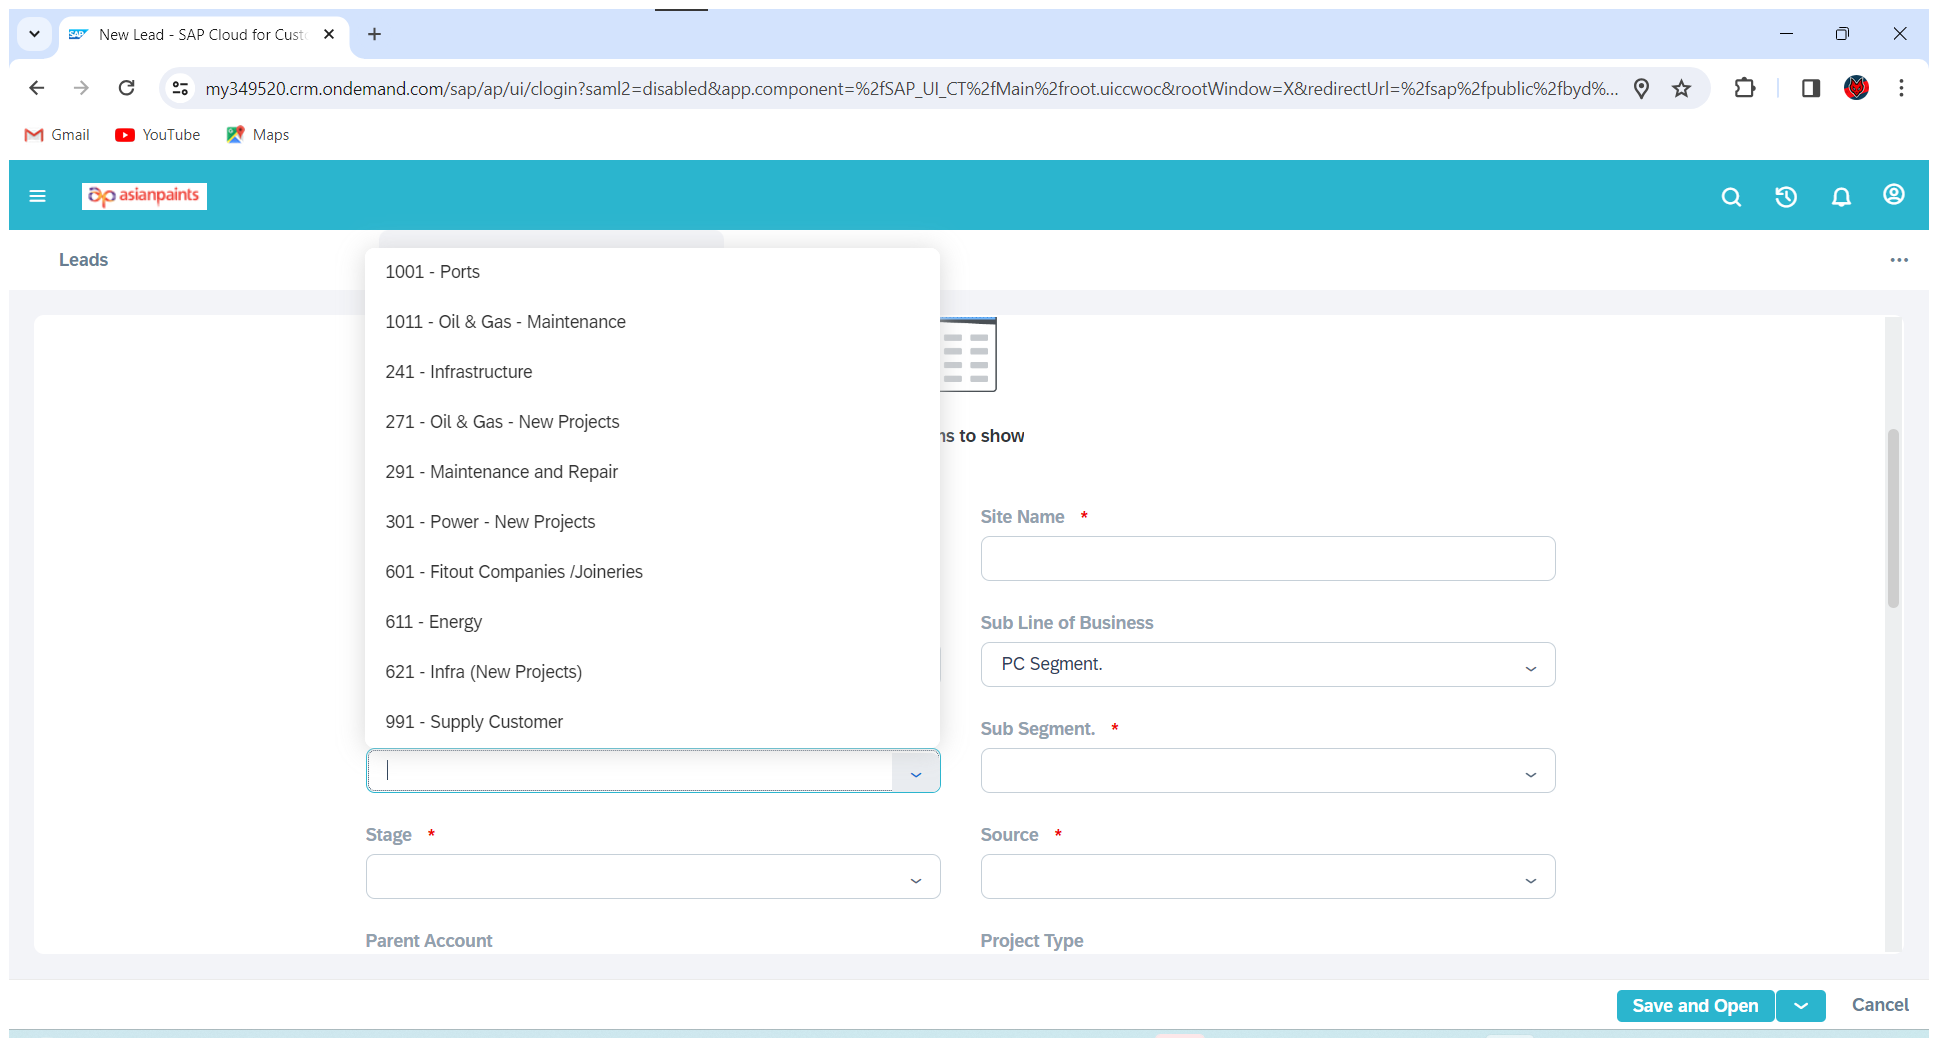 New Lead - SAP Cloud for Cust
my349520.crm.ondemand.com/sap/ap/ui/clogin?saml2=disabled&app.component=%2fSAP_UI_CT%2fMain%2froot.uiccwoc&rootWindow=X&redirectUrl=%2fsap%2fpublic%2fbyd%...
Gmail YouTube Maps
ap asianpaints
Leads
1001 - Ports
1011 - Oil & Gas - Maintenance
241 - Infrastructure
271 - Oil & Gas - New Projects
291 - Maintenance and Repair
301 - Power - New Projects
601 - Fitout Companies /Joineries
611 - Energy
621 - Infra (New Projects)
991 - Supply Customer
to show
Site Name *
Sub Line of Business
PC Segment.
Sub Segment. *
Stage *
Source *
Parent Account
Project Type
Save and Open
Cancel